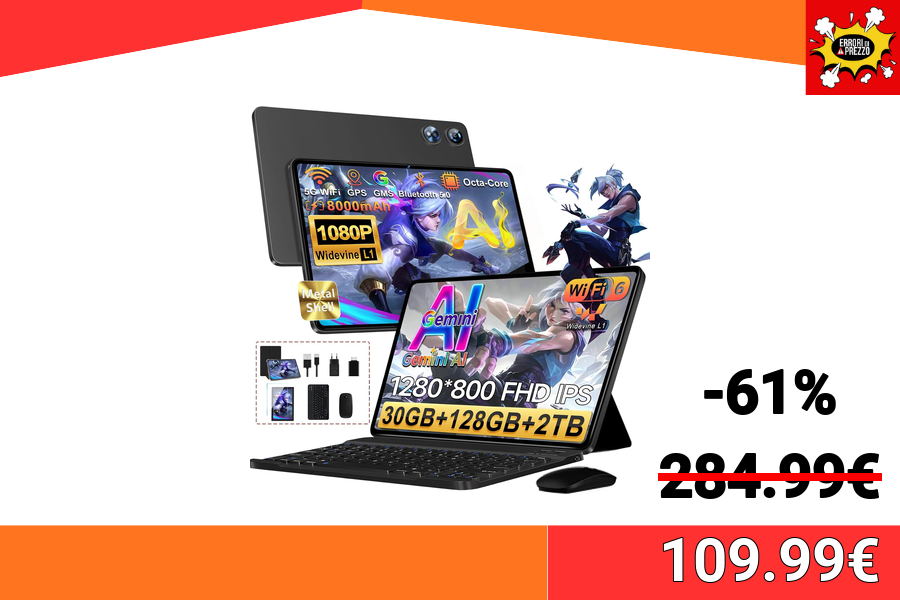 ERRORI DI
PREZZO
5G WiFi GPS GMS Bluetooth 5.0 Octa-Core
8000mAh
AI
1080P
Widevine L1
Metal
Shell
WiFi 6
Widevine L1
AI
Gemini
Gemini AI
1280*800 FHD IPS
30GB+128GB+2TB
-61%
284.99€
109.99€